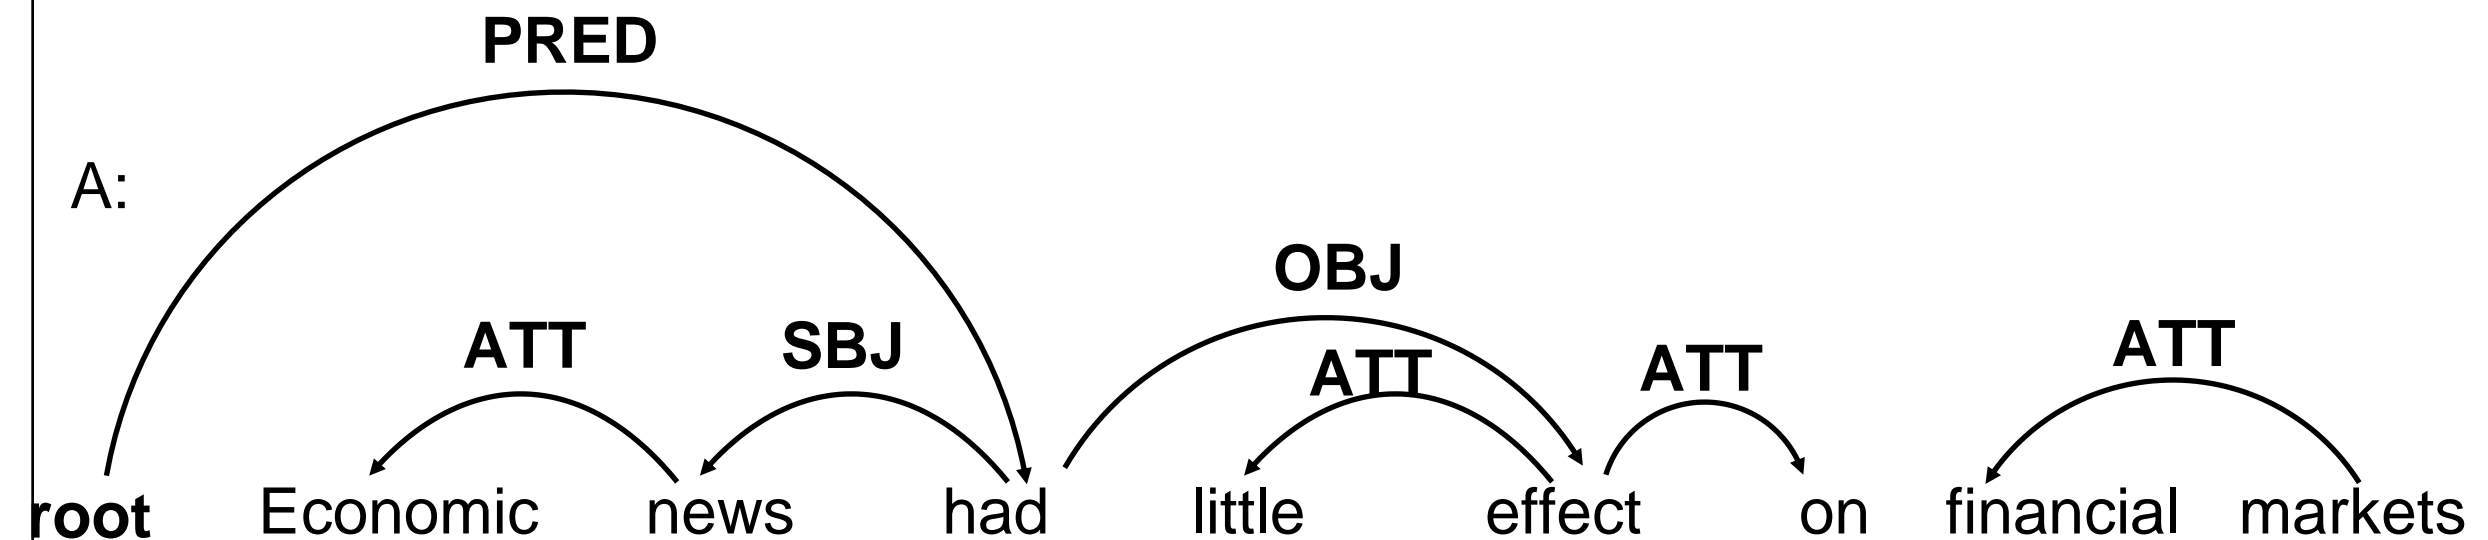 PRED
A:
OBJ
ATT SBJ ATT ATT ATT
root Economic news had little effect on financial markets